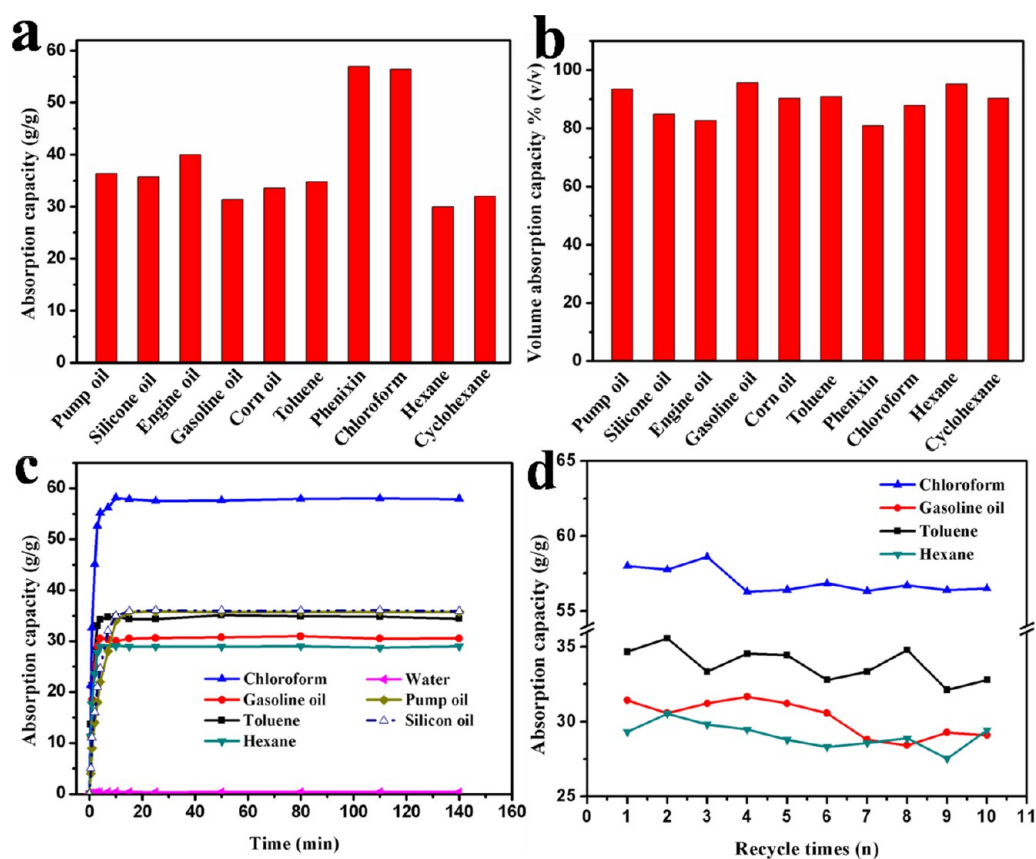 a
Absorption capacity (g/g)
60
50
40
30
20
10
0
Pump oil
Silicone oil
Engine oil
Gasoline oil
Corn oil
Toluene
Phenixin
Chloroform
Hexane
Cyclohexane
b
Volume absorption capacity % (v/v)
100
80
60
40
20
0
Pump oil
Silicone oil
Engine oil
Gasoline oil
Corn oil
Toluene
Phenixin
Chloroform
Hexane
Cyclohexane
c
Absorption capacity (g/g)
60
50
40
30
20
10
0
Chloroform
Gasoline oil
Toluene
Hexane
Water
Pump oil
Silicon oil
0 20 40 60 80 100 120 140 160
Time (min)
d
Absorption capacity (g/g)
65
60
55
35
30
25
Chloroform
Gasoline oil
Toluene
Hexane
0 1 2 3 4 5 6 7 8 9 10 11
Recycle times (n)